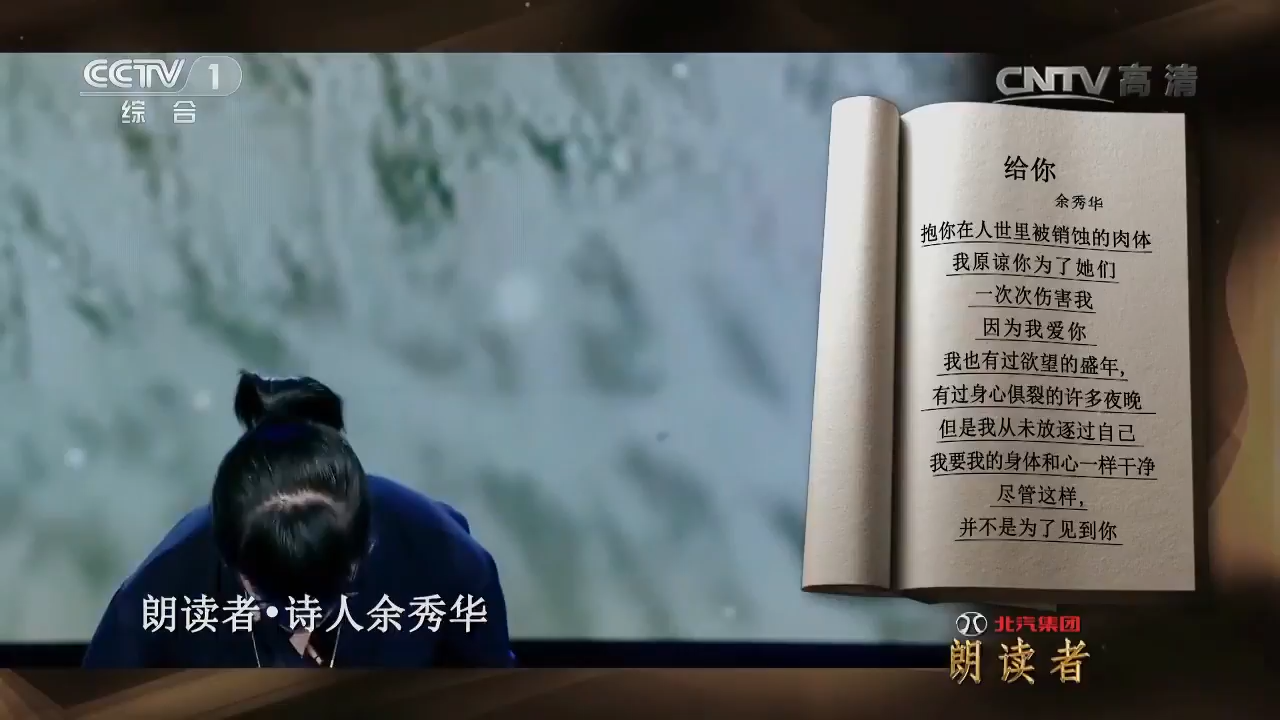 CCTV 1
综合
CNTV高清
给你
余秀华
抱你在人世里被销蚀的肉体
我原谅你为了她们
一次次伤害我
因为我爱你
我也有过欲望的盛年,
有过身心俱裂的许多夜晚
但是我从未放逐过自己
我要我的身体和心一样干净
尽管这样,
并不是为了见到你
朗读者•诗人余秀华
北汽集团
朗读者